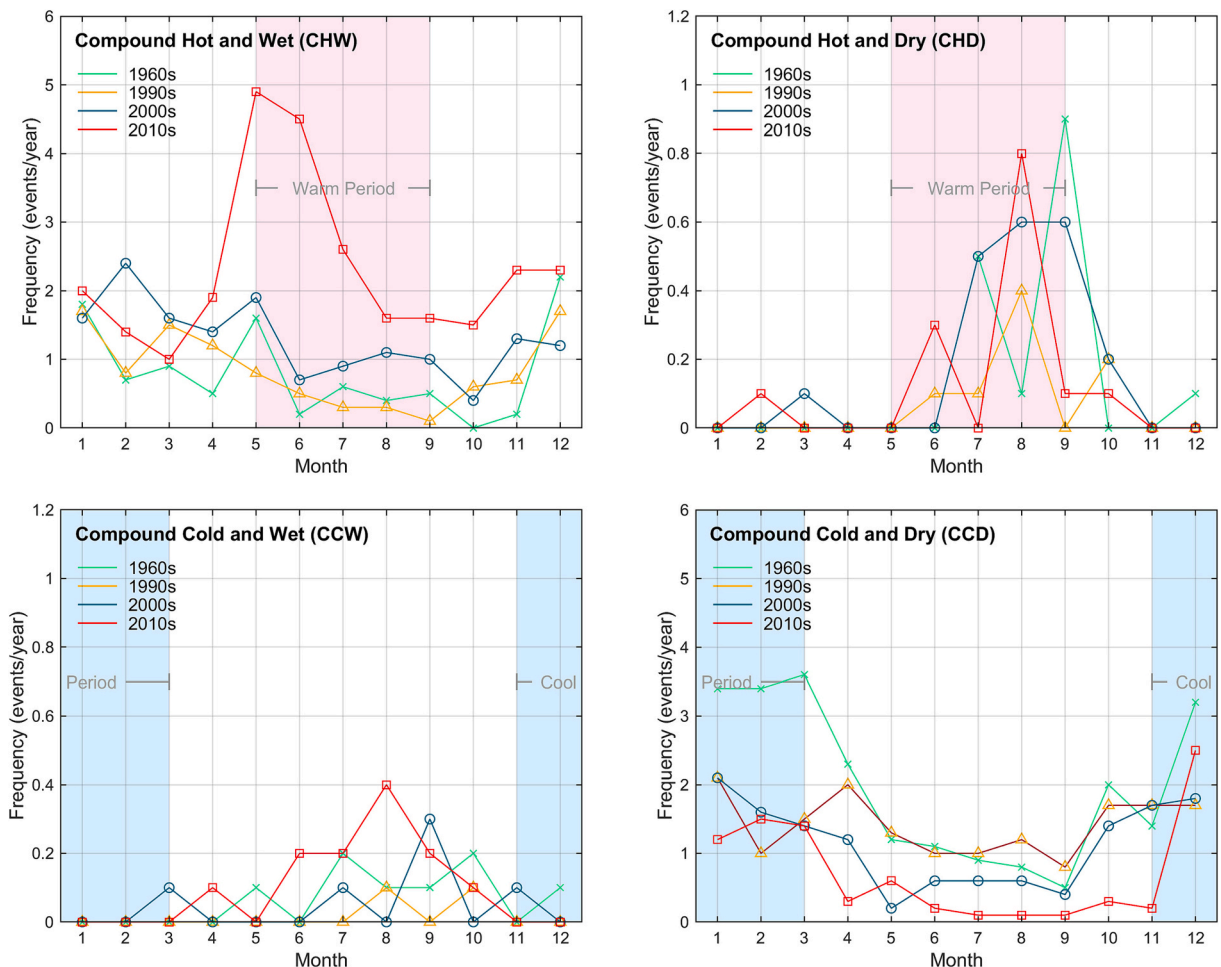 Compound Hot and Wet (CHW)
1960s
1990s
2000s
2010s
Warm Period
Frequency (events/year)
6
5
4
3
2
1
0
1 2 3 4 5 6 7 8 9 10 11 12
Month
Compound Hot and Dry (CHD)
1960s
1990s
2000s
2010s
Warm Period
Frequency (events/year)
1.2
1
0.8
0.6
0.4
0.2
0
1 2 3 4 5 6 7 8 9 10 11 12
Month
Compound Cold and Wet (CCW)
1960s
1990s
2000s
2010s
Period
Cool
Frequency (events/year)
1.2
1
0.8
0.6
0.4
0.2
0
1 2 3 4 5 6 7 8 9 10 11 12
Month
Compound Cold and Dry (CCD)
1960s
1990s
2000s
2010s
Period
Cool
Frequency (events/year)
6
5
4
3
2
1
0
1 2 3 4 5 6 7 8 9 10 11 12
Month